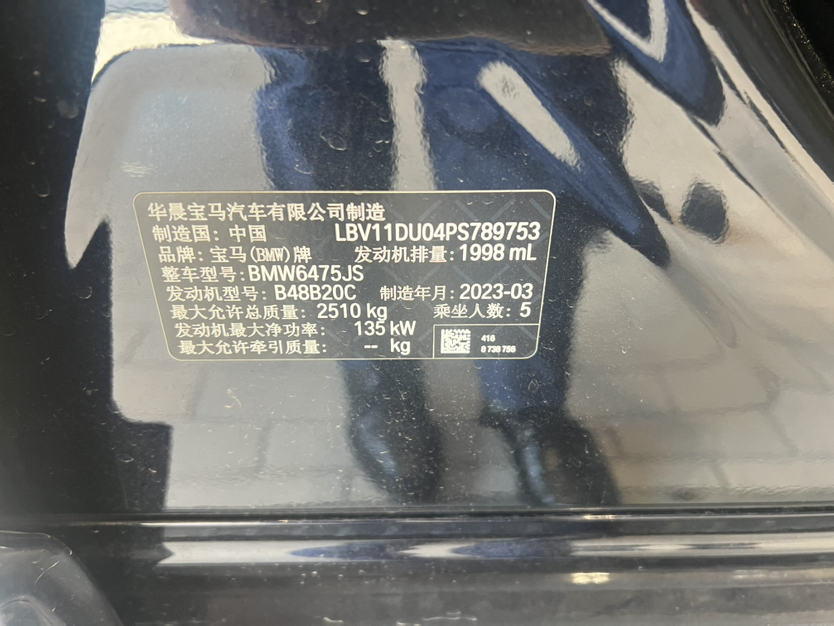 华晨宝马汽车有限公司制造
制造国：中国 LBV11DU04PS789753
品牌：宝马(BMW)牌 发动机排量：1998 mL
整车型号：BMW6475JS
发动机型号：B48B20C 制造年月：2023-03
最大允许总质量：2510 kg 乘坐人数：5
发动机最大净功率：135 kW
最大允许牵引质量：-- kg
416
8 738 756